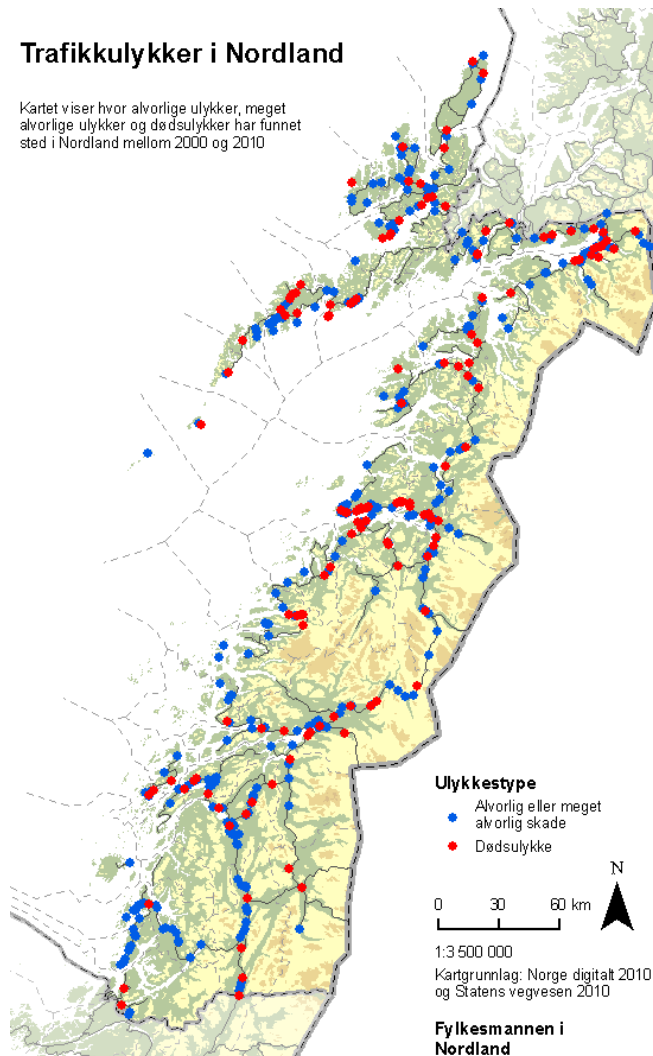 Trafikkulykker i Nordland
Kartet viser hvor alvorlige ulykker, meget
alvorlige ulykker og dødsulykker har funnet
sted i Nordland mellom 2000 og 2010
Ulykkestype
Alvorlig eller meget
alvorlig skade
Dødsulykke
N
0 30 60 km
1:3 500 000
Kartgrunnlag: Norge digitalt 2010
og Statens vegvesen 2010
Fylkesmannen i
Nordland